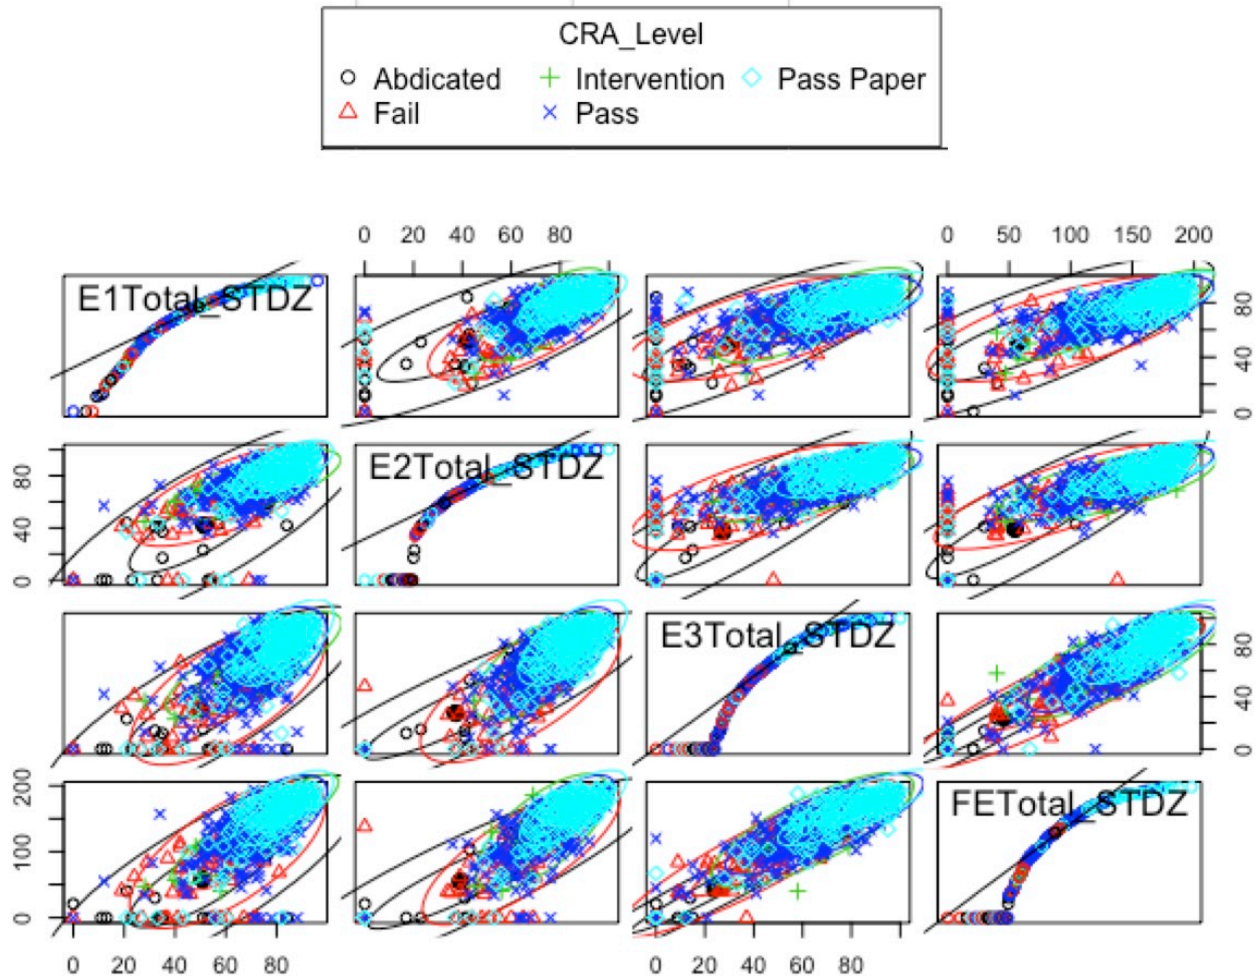 CRA_Level
Abdicated Intervention Pass Paper
Fail Pass
0 20 40 60 80 0 50 100 150 200
E1Total_STDZ
0 40 80
0 40 80
E2Total_STDZ
E3Total_STDZ
0 40 80
0 100 200
FETotal_STDZ
0 20 40 60 80 0 20 40 60 80